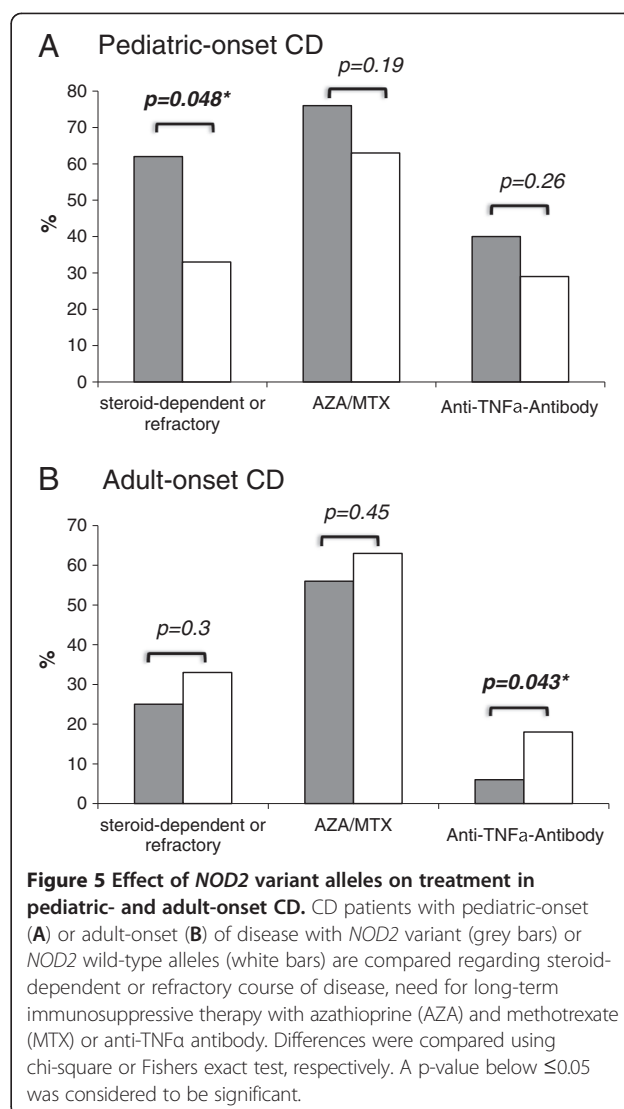 A Pediatric-onset CD
p=0.19
p=0.048*
p=0.26
80
70
60
50
40
30
20
10
0
%
steroid-dependent or
refractory
AZA/MTX
Anti-TNFa-Antibody
B Adult-onset CD
p=0.45
p=0.3
p=0.043*
70
60
50
40
30
20
10
0
%
steroid-dependent or
refractory
AZA/MTX
Anti-TNFa-Antibody
Figure 5 Effect of NOD2 variant alleles on treatment in
pediatric- and adult-onset CD. CD patients with pediatric-onset
(A) or adult-onset (B) of disease with NOD2 variant (grey bars) or
NOD2 wild-type alleles (white bars) are compared regarding steroid-
dependent or refractory course of disease, need for long-term
immunosuppressive therapy with azathioprine (AZA) and methotrexate
(MTX) or anti-TNFα antibody. Differences were compared using
chi-square or Fishers exact test, respectively. A p-value below ≤0.05
was considered to be significant.